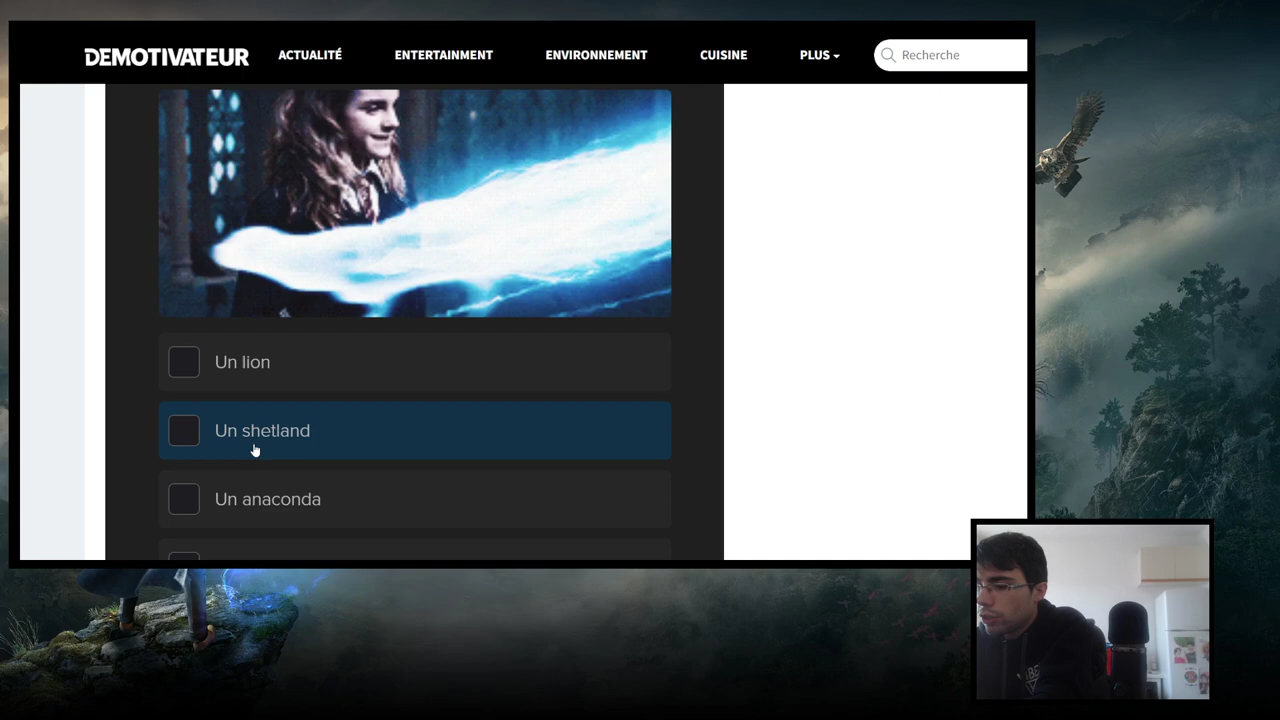 DEMOTIVATEUR
ACTUALITÉ
ENTERTAINMENT
ENVIRONNEMENT
CUISINE
PLUS
Recherche
Un lion
Un shetland
Un anaconda